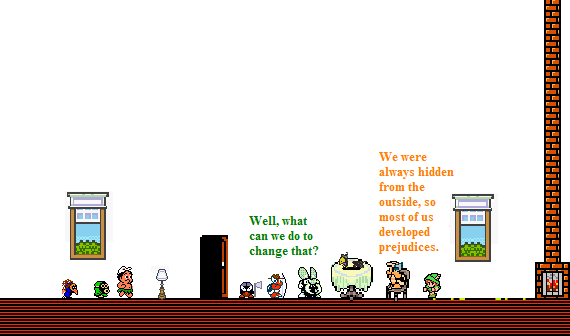 We were
always hidden
from the
outside, so
most of us
developed
prejudices.
Well, what
can we do to
change that?